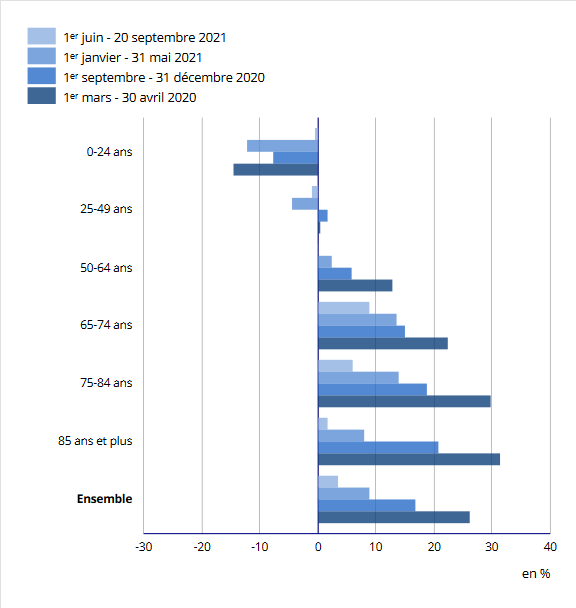 1er juin - 20 septembre 2021
1er janvier - 31 mai 2021
1er septembre - 31 décembre 2020
1er mars - 30 avril 2020
0-24 ans
25-49 ans
50-64 ans
65-74 ans
75-84 ans
85 ans et plus
Ensemble
-30 -20 -10 0 10 20 30 40
en %